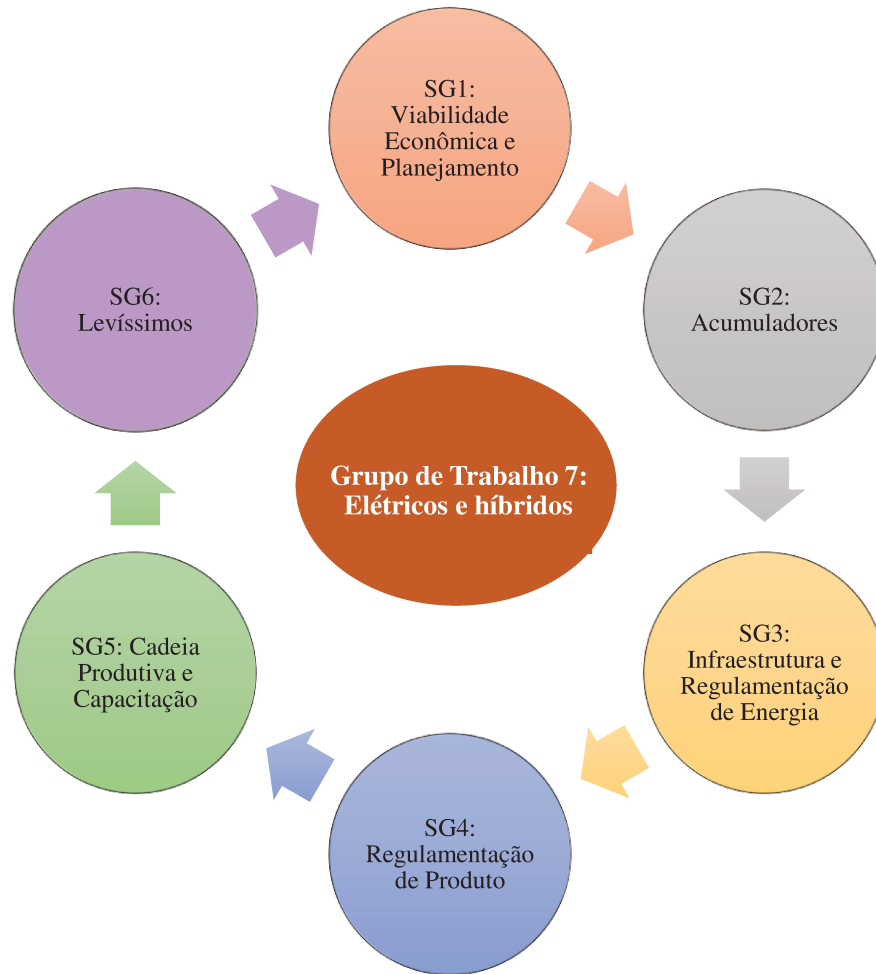 SG1:
Viabilidade
Econômica e
Planejamento
SG2:
Acumuladores
SG3:
Infraestrutura e
Regulamentação
de Energia
SG4:
Regulamentação
de Produto
SG5: Cadeia
Produtiva e
Capacitação
SG6:
Levíssimos
Grupo de Trabalho 7:
Elétricos e híbridos